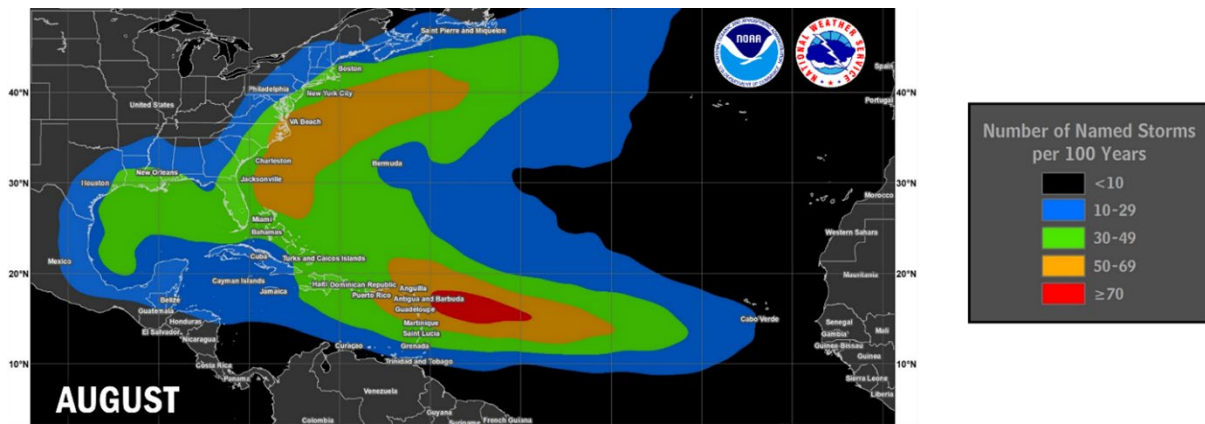 Saint Pierre and Miquelon
NOAA
NATIONAL WEATHER SERVICE
Boston
Spain
40°N
Philadelphia
New York City
United States
Portugal
40°N
VA Beach
Charleston
Bermuda
New Orleans
Houston
Jacksonville
30°N
30°N
Morocco
Miami
Bahamas
Western Sahara
Mexico
Cuba
Turks and Caicos Islands
20°N
20°N
Mauritania
Cayman Islands
Haiti
Dominican Republic
Anguilla
Jamaica
Puerto Rico
Antigua and Barbuda
Belize
Guatemala
Guadeloupe
Honduras
Martinique
Cabo Verde
Senegal
Gambia
Mali
El Salvador
Nicaragua
Saint Lucia
Curaçao
Grenada
Guinea-Bissau
Guinea
Trinidad and Tobago
10°N
10°N
Costa Rica
Panama
Sierra Leone
Venezuela
Liberia
AUGUST
Guyana
Colombia
Suriname
French Guiana
Number of Named Storms
per 100 Years
<10
10-29
30-49
50-69
≥70